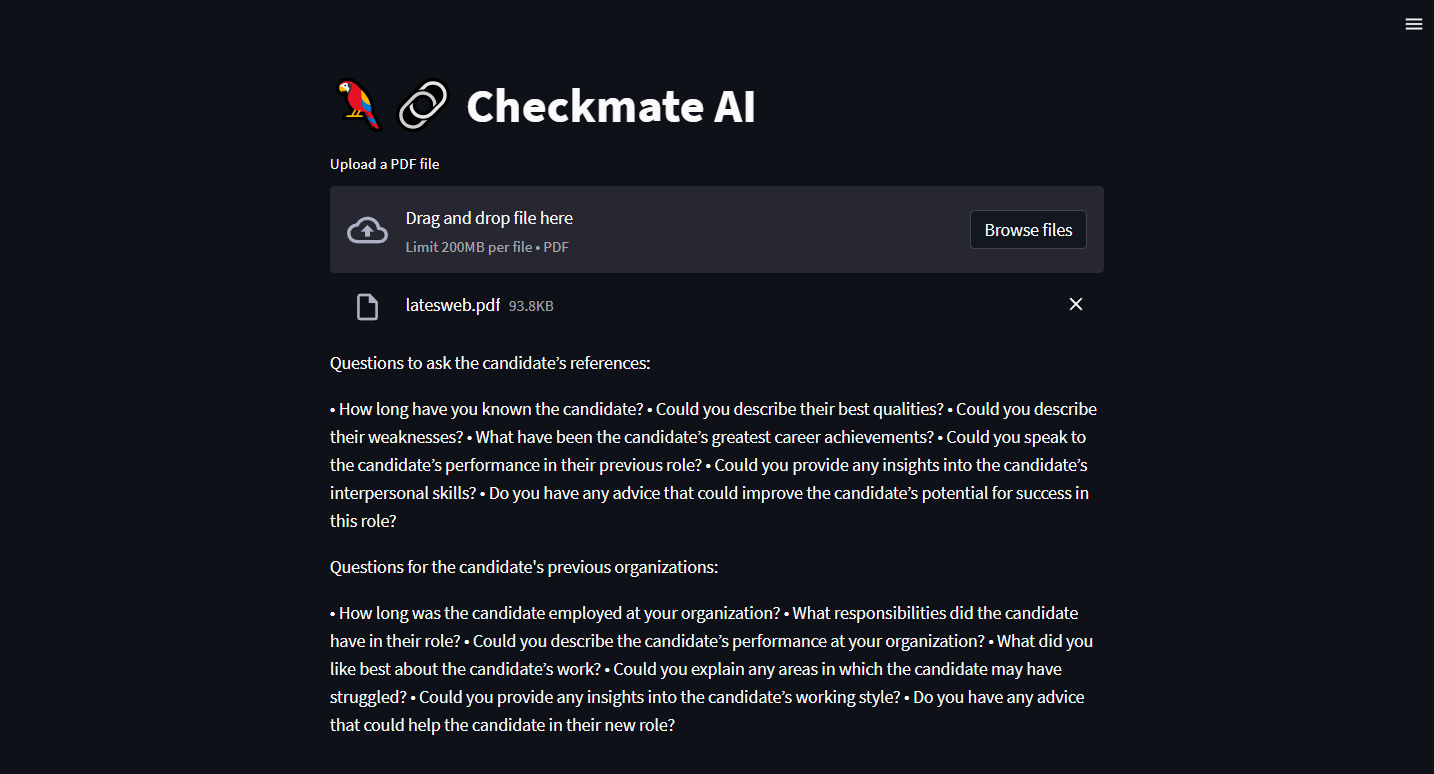 Checkmate AI
Upload a PDF file
Drag and drop file here
Limit 200MB per file • PDF
Browse files
latesweb.pdf 93.8KB
Questions to ask the candidate’s references:
• How long have you known the candidate? • Could you describe their best qualities? • Could you describe
their weaknesses? • What have been the candidate’s greatest career achievements? • Could you speak to
the candidate’s performance in their previous role? • Could you provide any insights into the candidate’s
interpersonal skills? • Do you have any advice that could improve the candidate’s potential for success in
this role?
Questions for the candidate's previous organizations:
• How long was the candidate employed at your organization? • What responsibilities did the candidate
have in their role? • Could you describe the candidate’s performance at your organization? • What did you
like best about the candidate’s work? • Could you explain any areas in which the candidate may have
struggled? • Could you provide any insights into the candidate’s working style? • Do you have any advice
that could help the candidate in their new role?